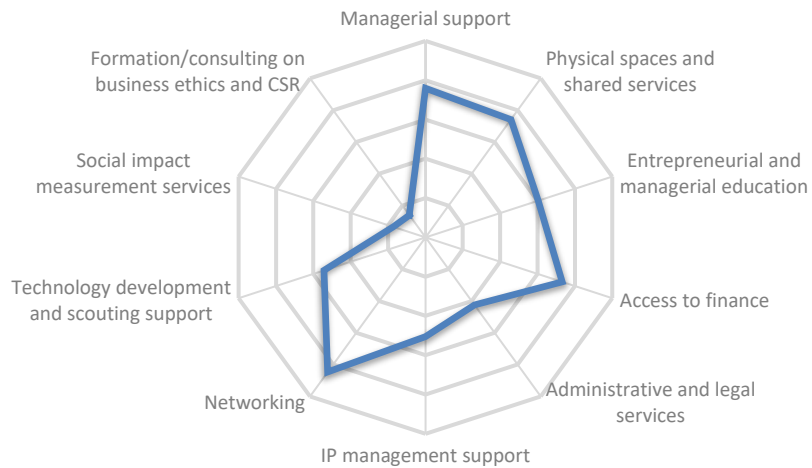 Managerial support
Physical spaces and
shared services
Entrepreneurial and
managerial education
Access to finance
Administrative and legal
services
IP management support
Networking
Technology development
and scouting support
Social impact
measurement services
Formation/consulting on
business ethics and CSR